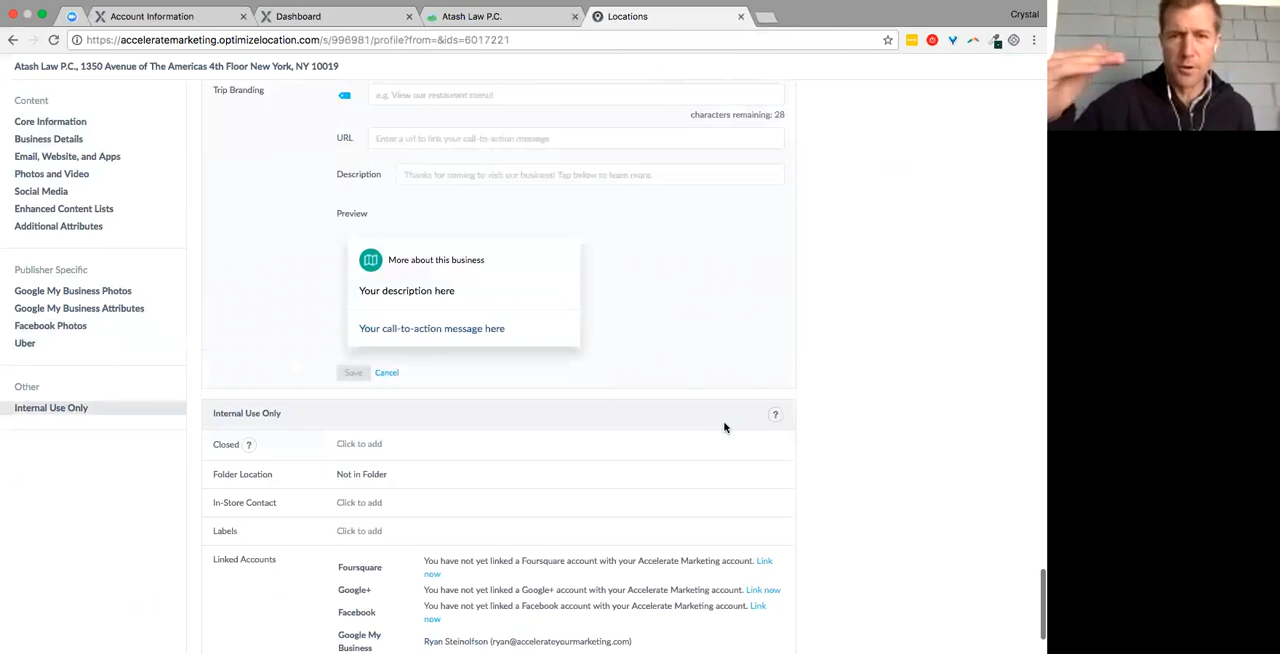 Account Information
Dashboard
Atash Law P.C.
Locations
Crystal
https://acceleratemarketing.optimizelocation.com/s/996981/profile?from=&ids=6017221
Atash Law P.C., 1350 Avenue of The Americas 4th Floor New York, NY 10019
Content
Core Information
Business Details
Email, Website, and Apps
Photos and Video
Social Media
Enhanced Content Lists
Additional Attributes
Publisher Specific
Google My Business Photos
Google My Business Attributes
Facebook Photos
Uber
Other
Internal Use Only
Trip Branding
e.g. View our restaurant menu!
characters remaining: 28
URL
Enter a url to link your call-to-action message
Description
Thanks for coming to visit our business! Tap below to learn more.
Preview
More about this business
Your description here
Your call-to-action message here
Save Cancel
Internal Use Only ?
Closed ? Click to add
Folder Location Not in Folder
In-Store Contact Click to add
Labels Click to add
Linked Accounts
Foursquare You have not yet linked a Foursquare account with your Accelerate Marketing account. Link
now
Google+ You have not yet linked a Google+ account with your Accelerate Marketing account. Link now
Facebook You have not yet linked a Facebook account with your Accelerate Marketing account. Link
now
Google My
Business Ryan Steinolfson (ryan@accelerateyourmarketing.com)